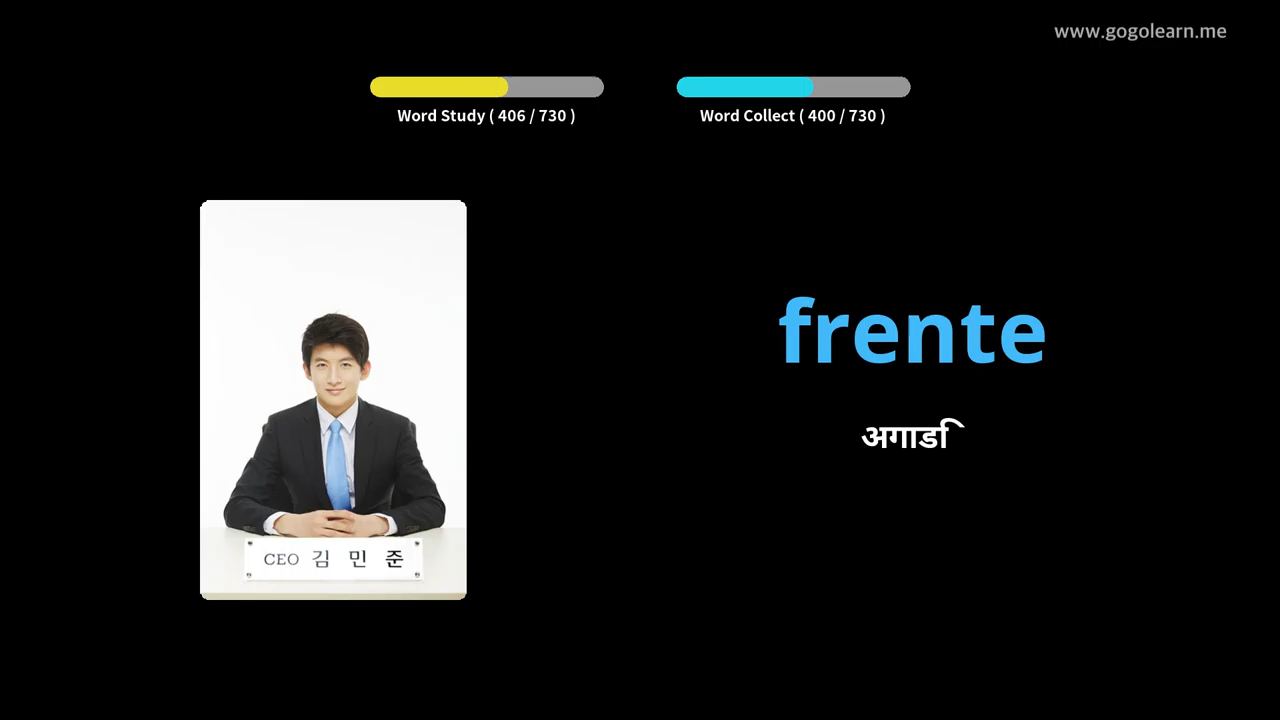 www.gogolearn.me
Word Study ( 406 / 730 )
Word Collect ( 400 / 730 )
frente
अगाडि
CEO 김 민 준